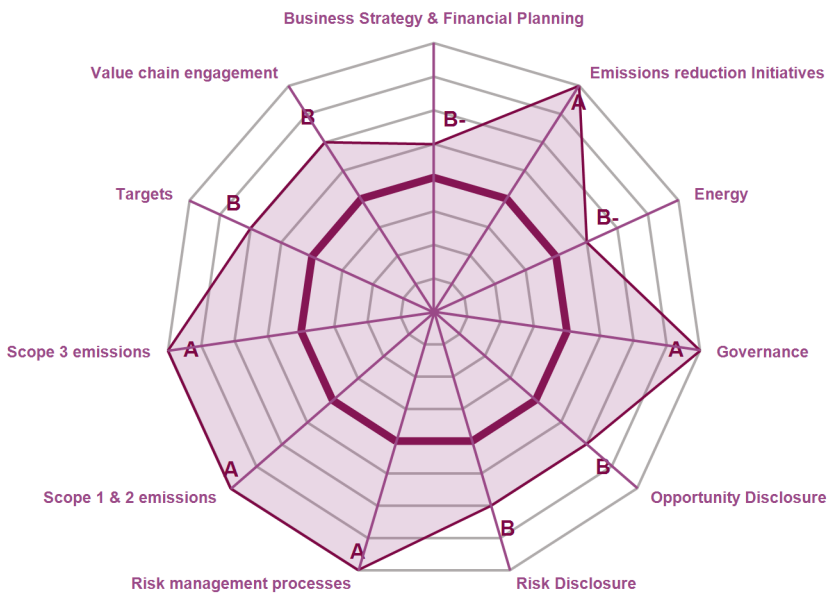 Business Strategy & Financial Planning
Value chain engagement
Emissions reduction Initiatives
A
B
B-
Targets
B
Energy
B-
Scope 3 emissions
A
A
Governance
A
B
Scope 1 & 2 emissions
Opportunity Disclosure
A
B
Risk management processes
Risk Disclosure